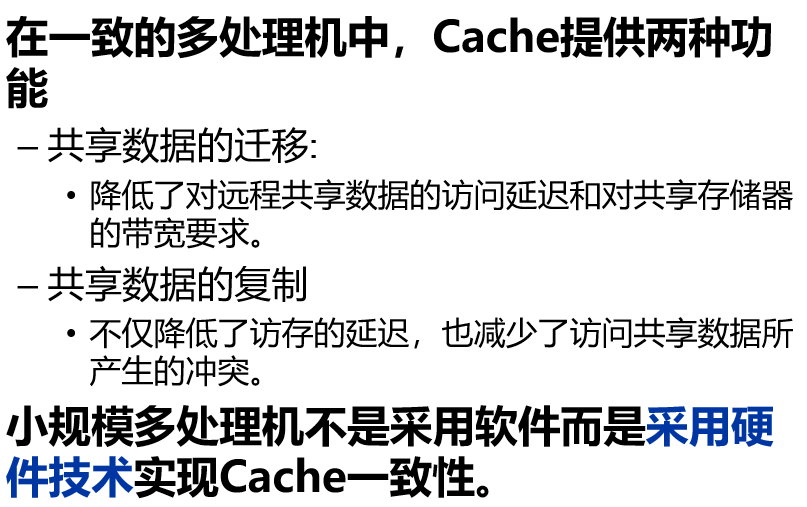 在一致的多处理机中，Cache提供两种功
能
– 共享数据的迁移:
• 降低了对远程共享数据的访问延迟和对共享存储器
的带宽要求。
– 共享数据的复制
• 不仅降低了访存的延迟，也减少了访问共享数据所
产生的冲突。
小规模多处理机不是采用软件而是采用硬
件技术实现Cache一致性。